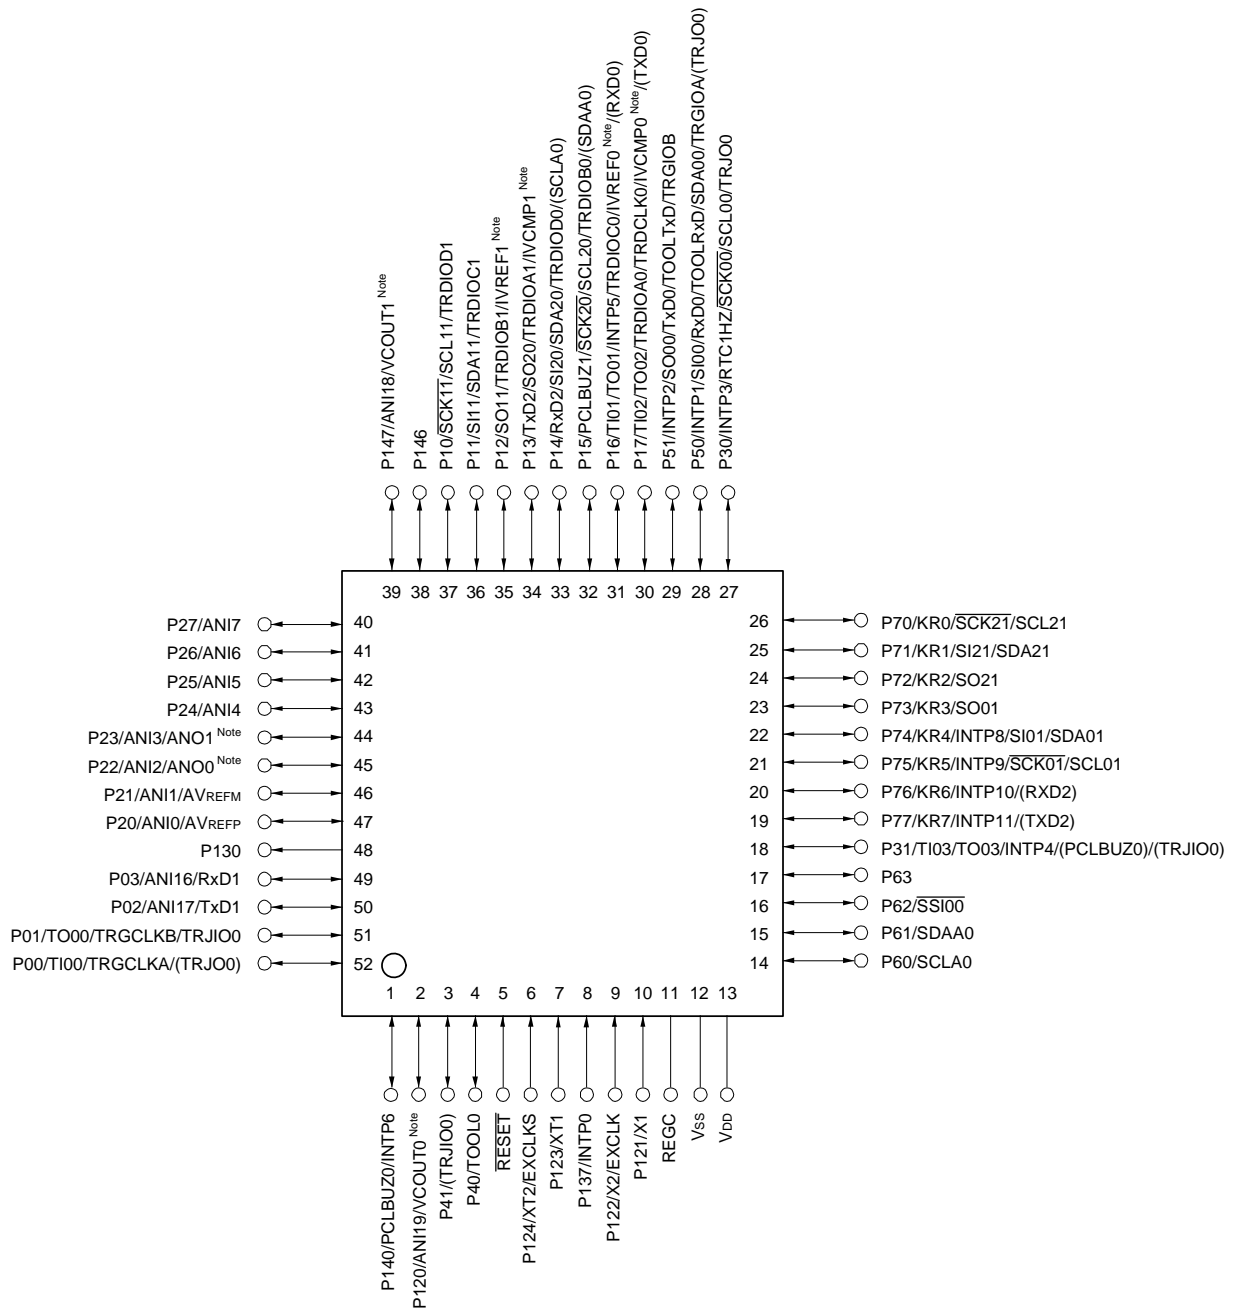 P147/ANI18/VCOUT1 Note
P146
P10/SCK11/SCL11/TRDIOD1
P11/SI11/SDA11/TRDIOC1
P12/SO11/TRDIOB1/IVREF1 Note
P13/TxD2/SO20/TRDIOA1/IVCMP1 Note
P14/RxD2/SI20/SDA20/TRDIOD0/(SCLA0)
P15/PCLBUZ1/SCK20/SCL20/TRDIOB0/(SDAA0)
P16/TI01/TO01/INTP5/TRDIOC0/IVREF0 Note/(RXD0)
P17/TI02/TO02/TRDIOA0/TRDCLK0/IVCMP0 Note/(TXD0)
P51/INTP2/SO00/TxD0/TOOLTxD/TRGIOB
P50/INTP1/SI00/RxD0/TOOLRxD/SDA00/TRGIOA/(TRJO0)
P30/INTP3/RTC1HZ/SCK00/SCL00/TRJO0
39 38 37 36 35 34 33 32 31 30 29 28 27
P27/ANI7 40
P26/ANI6 41
P25/ANI5 42
P24/ANI4 43
P23/ANI3/ANO1 Note 44
P22/ANI2/ANO0 Note 45
P21/ANI1/AVREFM 46
P20/ANI0/AVREFP 47
P130 48
P03/ANI16/RxD1 49
P02/ANI17/TxD1 50
P01/TO00/TRGCLKB/TRJIO0 51
P00/TI00/TRGCLKA/(TRJO0) 52
26 P70/KR0/SCK21/SCL21
25 P71/KR1/SI21/SDA21
24 P72/KR2/SO21
23 P73/KR3/SO01
22 P74/KR4/INTP8/SI01/SDA01
21 P75/KR5/INTP9/SCK01/SCL01
20 P76/KR6/INTP10/(RXD2)
19 P77/KR7/INTP11/(TXD2)
18 P31/TI03/TO03/INTP4/(PCLBUZ0)/(TRJIO0)
17 P63
16 P62/SSI00
15 P61/SDAA0
14 P60/SCLA0
1 2 3 4 5 6 7 8 9 10 11 12 13
P140/PCLBUZ0/INTP6
P120/ANI19/VCOUT0 Note
P41/(TRJIO0)
P40/TOOL0
RESET
P124/XT2/EXCLKS
P123/XT1
P137/INTP0
P122/X2/EXCLK
P121/X1
REGC
VSS
VDD